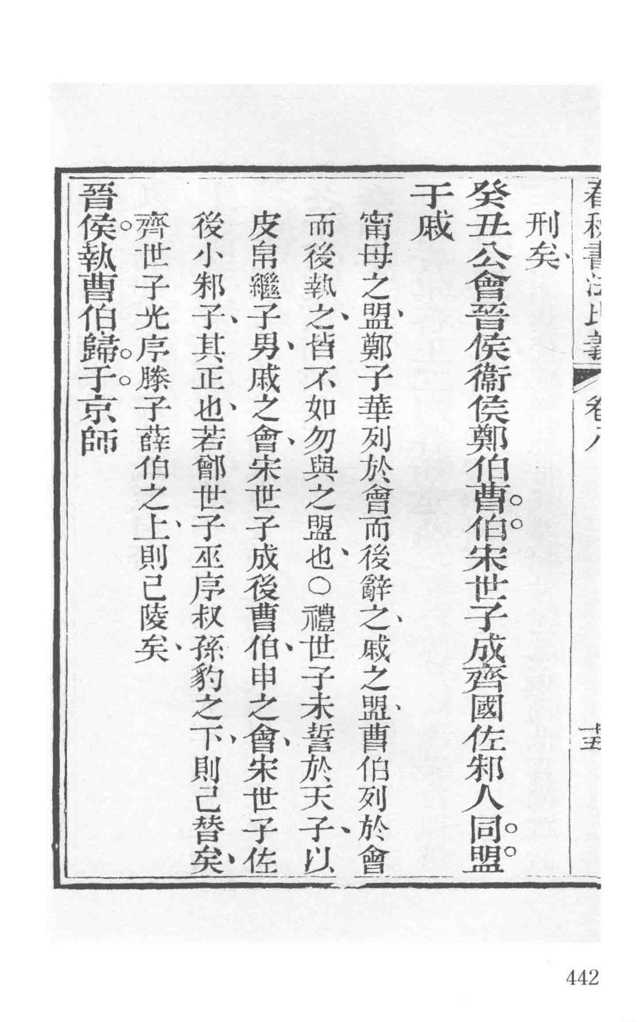 春秋書法比義 卷八 十五
刑矣
癸丑公會晉侯衞侯鄭伯曹伯宋世子成齊國佐邾人同盟
于戚
甯母之盟鄭子華列於會而後辭之戚之盟曹伯列於會
而後執之皆不如勿與之盟也〇禮世子未誓於天子以
皮帛繼子男戚之會宋世子成後曹伯申之會宋世子佐
後小邾子其正也若鄫世子巫序叔孫豹之下則已替矣
齊世子光序滕子薛伯之上則已陵矣
晉侯執曹伯歸于京師
442